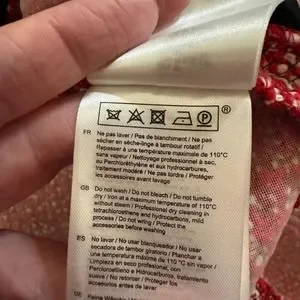 P ®
FR
Ne pas laver / Pas de blanchiment / Ne pas
sécher en sèche-linge à tambour rotatif /
Repasser à une température maximale de 110°C
sans vapeur / Nettoyage professionnel à sec,
au Perchloréthylène et aux hydrocarbures,
traitement modéré / Ne pas tordre / Protéger
les accessoires avant lavage
GB
Do not wash / Do not bleach / Do not tumble
dry / Iron at a maximum temperature of 110°C
without steam / Professional dry cleaning in
tetrachloroethene and hydrocarbons, mild
process / Do not wring / Protect the
accessories before washing
ES
No lavar / No usar blanqueador / No usar
secadora de tambor giratorio / Planchar a
una temperatura máxima de 110 °C sin vapor /
Limpieza en seco profesional, con
Percloroetileno e Hidrocarburos, tratamiento
suave / No escurrir / Proteger
accesorios antes de
DE
Keine Wäsche